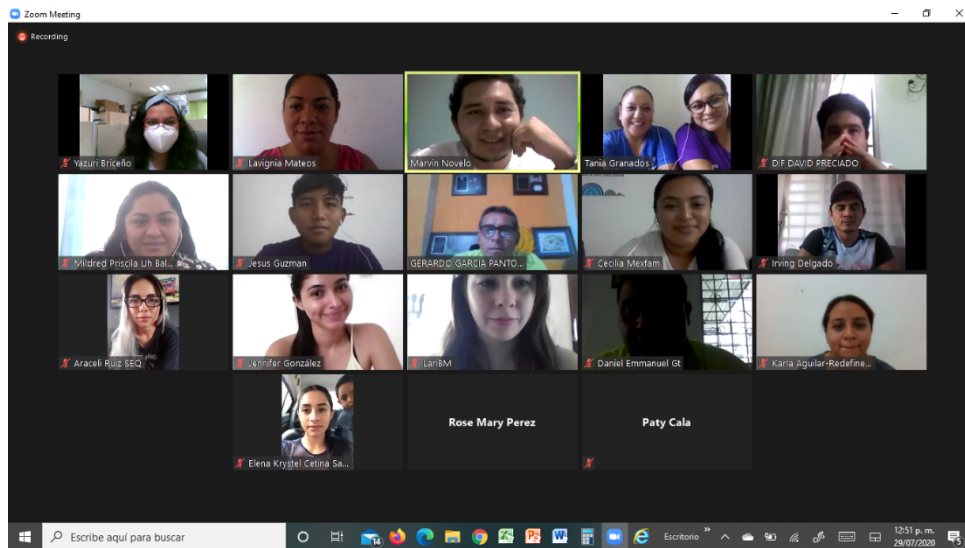 Zoom Meeting
Recording
Yazuri Briceño
Lavignia Mateos
Marvin Novelo
Tania Granados
DIF DAVID PRECIADO
Mildred Priscila Uh Bal...
Jesus Guzman
GERARDO GARCIA PANTO...
Cecilia Mexfam
Irving Delgado
Araceli Ruiz SEQ
Jennifer González
LariBM
Daniel Emmanuel Gt
Karla Aguilar-Redefine...
Elena Krystel Cetina Sa...
Rose Mary Perez
Paty Cala
Escribe aquí para buscar
14
Escritorio
12:51 p. m.
29/07/2020
5